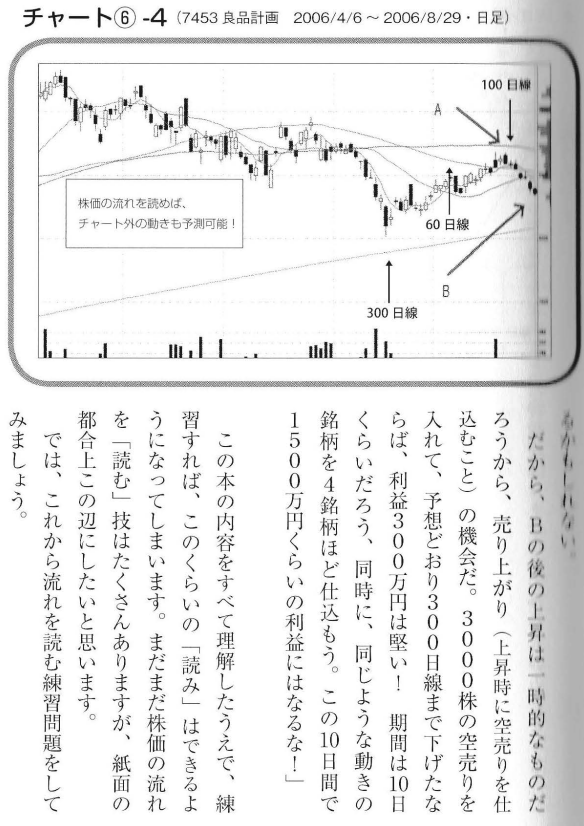 チャート⑥-4（7453 良品計画　2006/4/6 ～ 2006/8/29・日足）
100 日線
A
株価の流れを読めば、
チャート外の動きも予測可能！
60 日線
B
300 日線
るかもしれない。
だから、Bの後の上昇は一時的なものだ
ろうから、売り上がり（上昇時に空売りを仕
込むこと）の機会だ。３０００株の空売りを
入れて、予想どおり３００日線まで下げたな
らば、利益３００万円は堅い！　期間は10日
くらいだろう、同時に、同じような動きの
銘柄を４銘柄ほど仕込もう。この10日間で
１５００万円くらいの利益にはなるな！」
この本の内容をすべて理解したうえで、練
習すれば、このくらいの「読み」はできるよ
うになってしまいます。まだまだ株価の流れ
を「読む」技はたくさんありますが、紙面の
都合上この辺にしたいと思います。
では、これから流れを読む練習問題をして
みましょう。